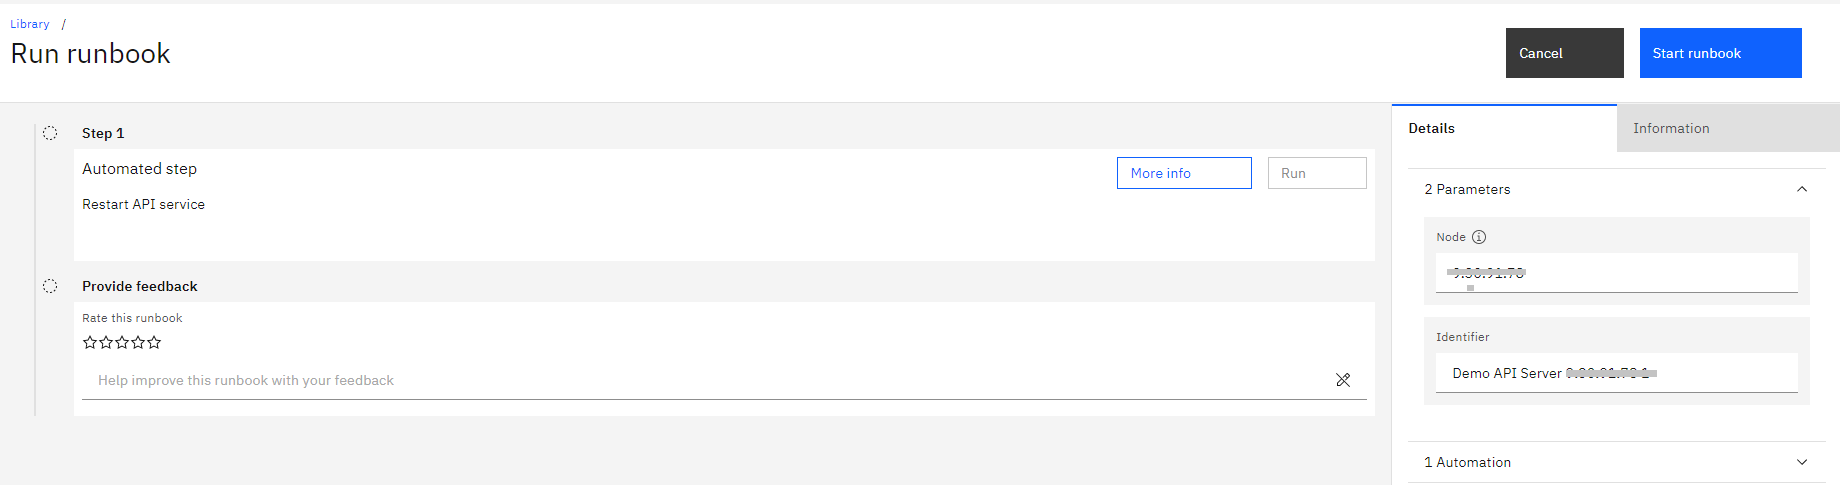 Library /
Run runbook
Cancel
Start runbook
Step 1
Automated step
More info
Run
Restart API service
Provide feedback
Rate this runbook
Help improve this runbook with your feedback
Details
Information
2 Parameters
Node
Identifier
Demo API Server
1 Automation